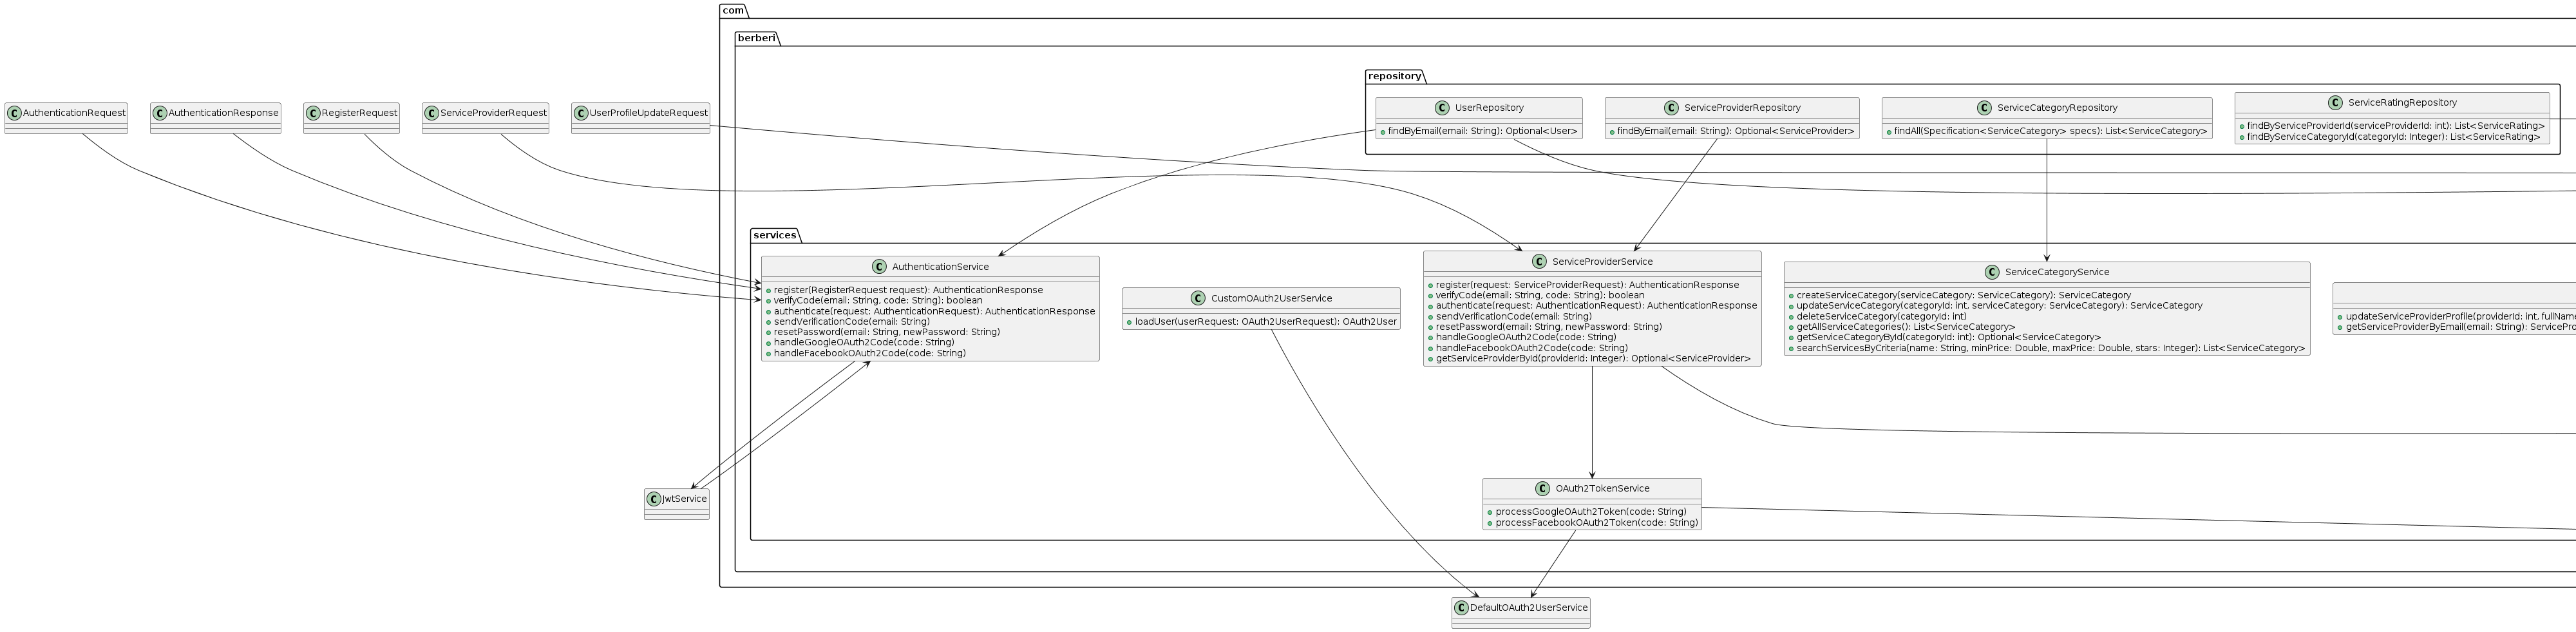 com
berberi
repository
AuthenticationRequest
AuthenticationResponse
RegisterRequest
ServiceProviderRequest
UserProfileUpdateRequest
UserRepository
findByEmail(email: String): Optional<User>
ServiceProviderRepository
findByEmail(email: String): Optional<ServiceProvider>
ServiceCategoryRepository
findAll(Specification<ServiceCategory> specs): List<ServiceCategory>
ServiceRatingRepository
findByServiceProviderId(serviceProviderId: int): List<ServiceRating>
findByServiceCategoryId(categoryId: Integer): List<ServiceRating>
services
AuthenticationService
register(RegisterRequest request): AuthenticationResponse
verifyCode(email: String, code: String): boolean
authenticate(request: AuthenticationRequest): AuthenticationResponse
sendVerificationCode(email: String)
resetPassword(email: String, newPassword: String)
handleGoogleOAuth2Code(code: String)
handleFacebookOAuth2Code(code: String)
CustomOAuth2UserService
loadUser(userRequest: OAuth2UserRequest): OAuth2User
ServiceProviderService
register(request: ServiceProviderRequest): AuthenticationResponse
verifyCode(email: String, code: String): boolean
authenticate(request: AuthenticationRequest): AuthenticationResponse
sendVerificationCode(email: String)
resetPassword(email: String, newPassword: String)
handleGoogleOAuth2Code(code: String)
handleFacebookOAuth2Code(code: String)
getServiceProviderById(providerId: Integer): Optional<ServiceProvider>
ServiceCategoryService
createServiceCategory(serviceCategory: ServiceCategory): ServiceCategory
updateServiceCategory(categoryId: int, serviceCategory: ServiceCategory): ServiceCategory
deleteServiceCategory(categoryId: int)
getAllServiceCategories(): List<ServiceCategory>
getServiceCategoryById(categoryId: int): Optional<ServiceCategory>
searchServicesByCriteria(name: String, minPrice: Double, maxPrice: Double, stars: Integer): List<ServiceCategory>
updateServiceProviderProfile(providerId: int, fullName
getServiceProviderByEmail(email: String): ServicePro
JwtService
OAuth2TokenService
processGoogleOAuth2Token(code: String)
processFacebookOAuth2Token(code: String)
DefaultOAuth2UserService